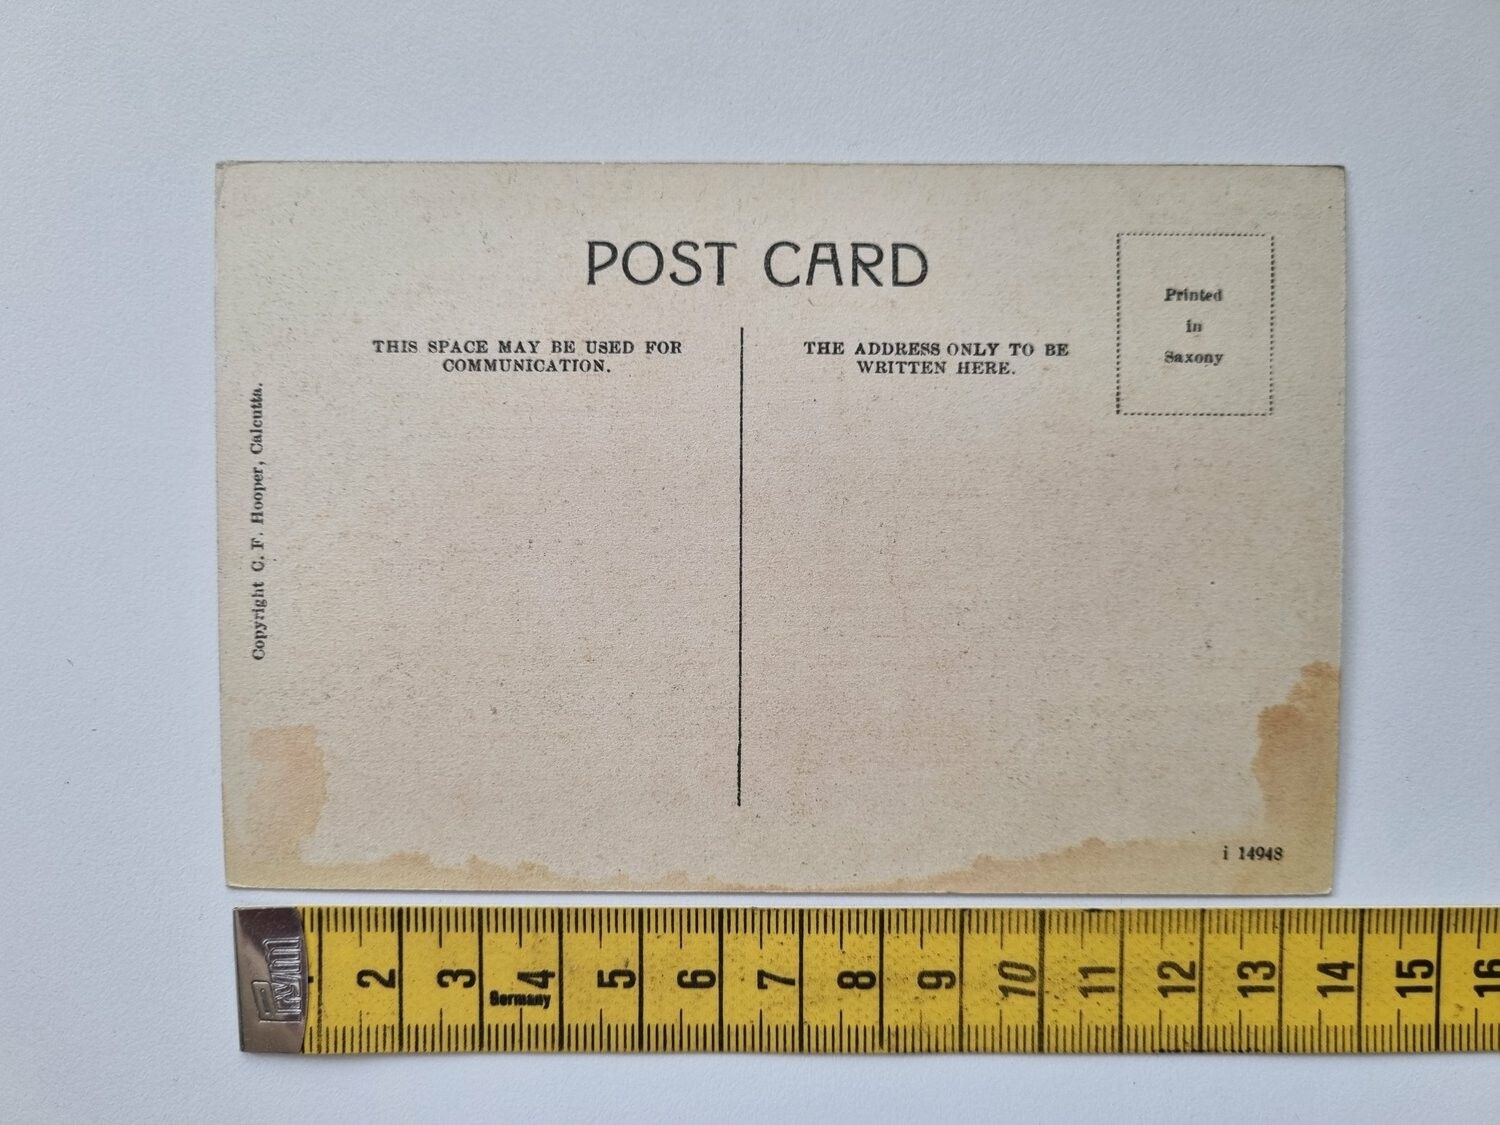 POST CARD
THIS SPACE MAY BE USED FOR
COMMUNICATION.
THE ADDRESS ONLY TO BE
WRITTEN HERE.
Printed
in
Saxony
Copyright C. F. Hooper, Calcutta.
i 14948
Prym
2 3 4 5 6 7 8 9 10 11 12 13 14 15 16
Germany